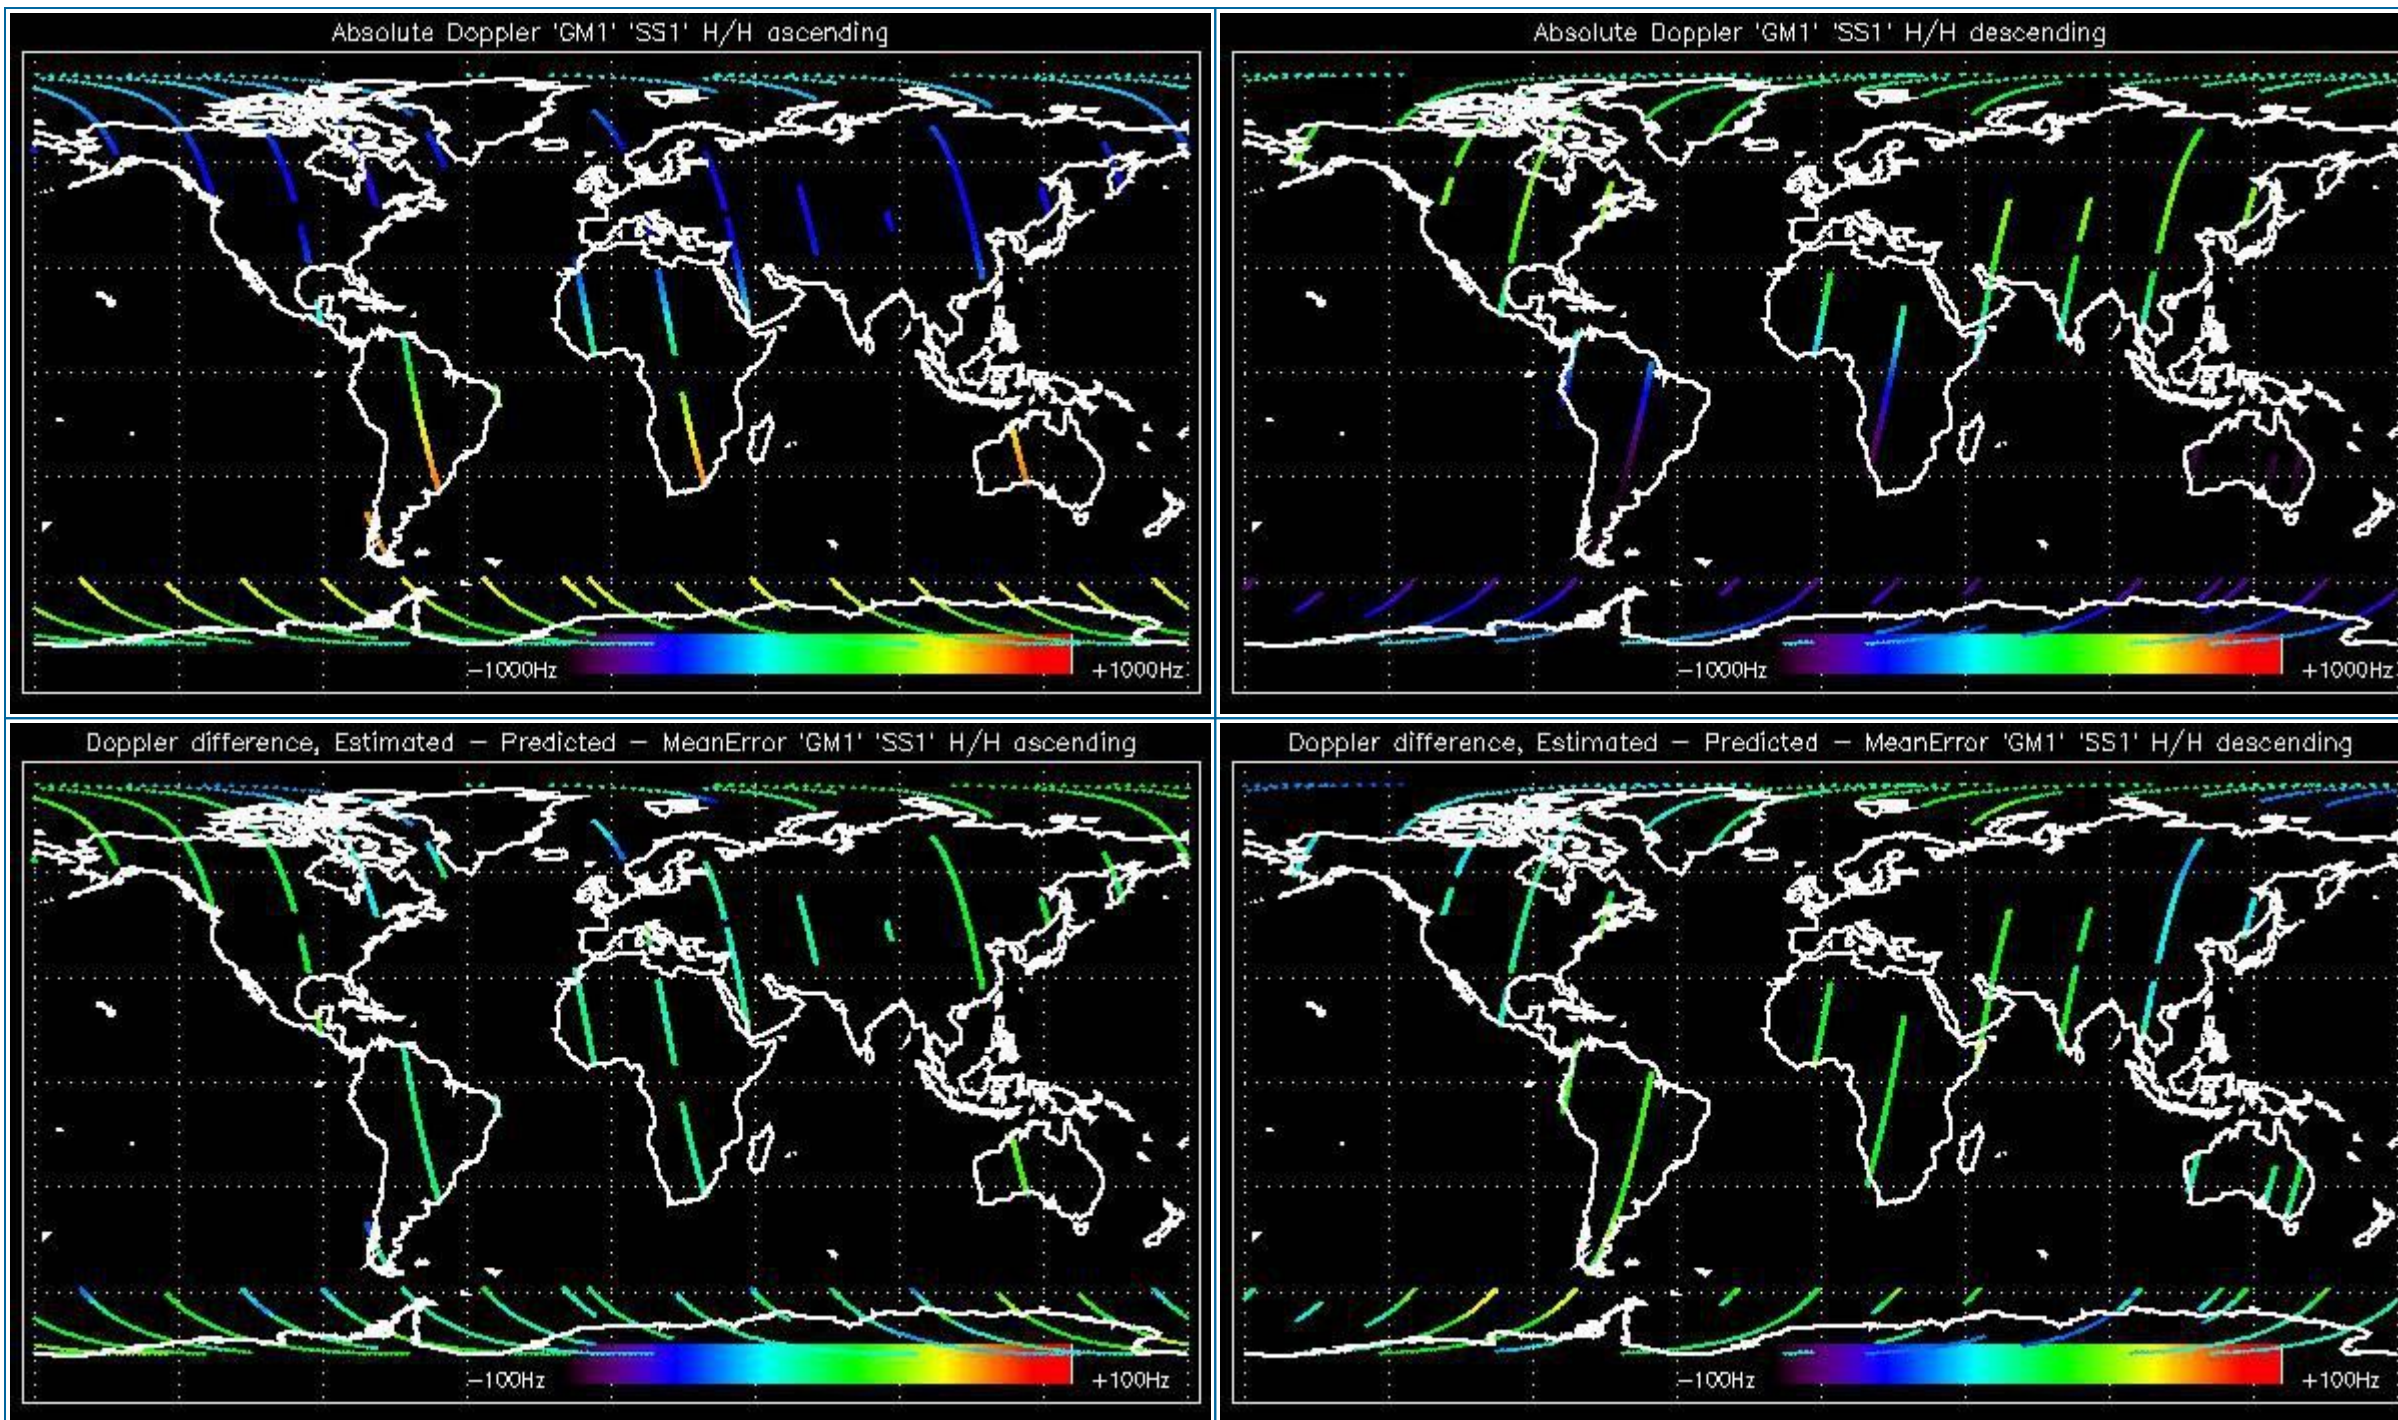 Absolute Doppler 'GM1' 'SS1' H/H ascending
−1000Hz
+1000Hz
Absolute Doppler 'GM1' 'SS1' H/H descending
−1000Hz
+1000Hz
Doppler difference, Estimated − Predicted − MeanError 'GM1' 'SS1' H/H ascending
−100Hz
+100Hz
Doppler difference, Estimated − Predicted − MeanError 'GM1' 'SS1' H/H descending
−100Hz
+100Hz